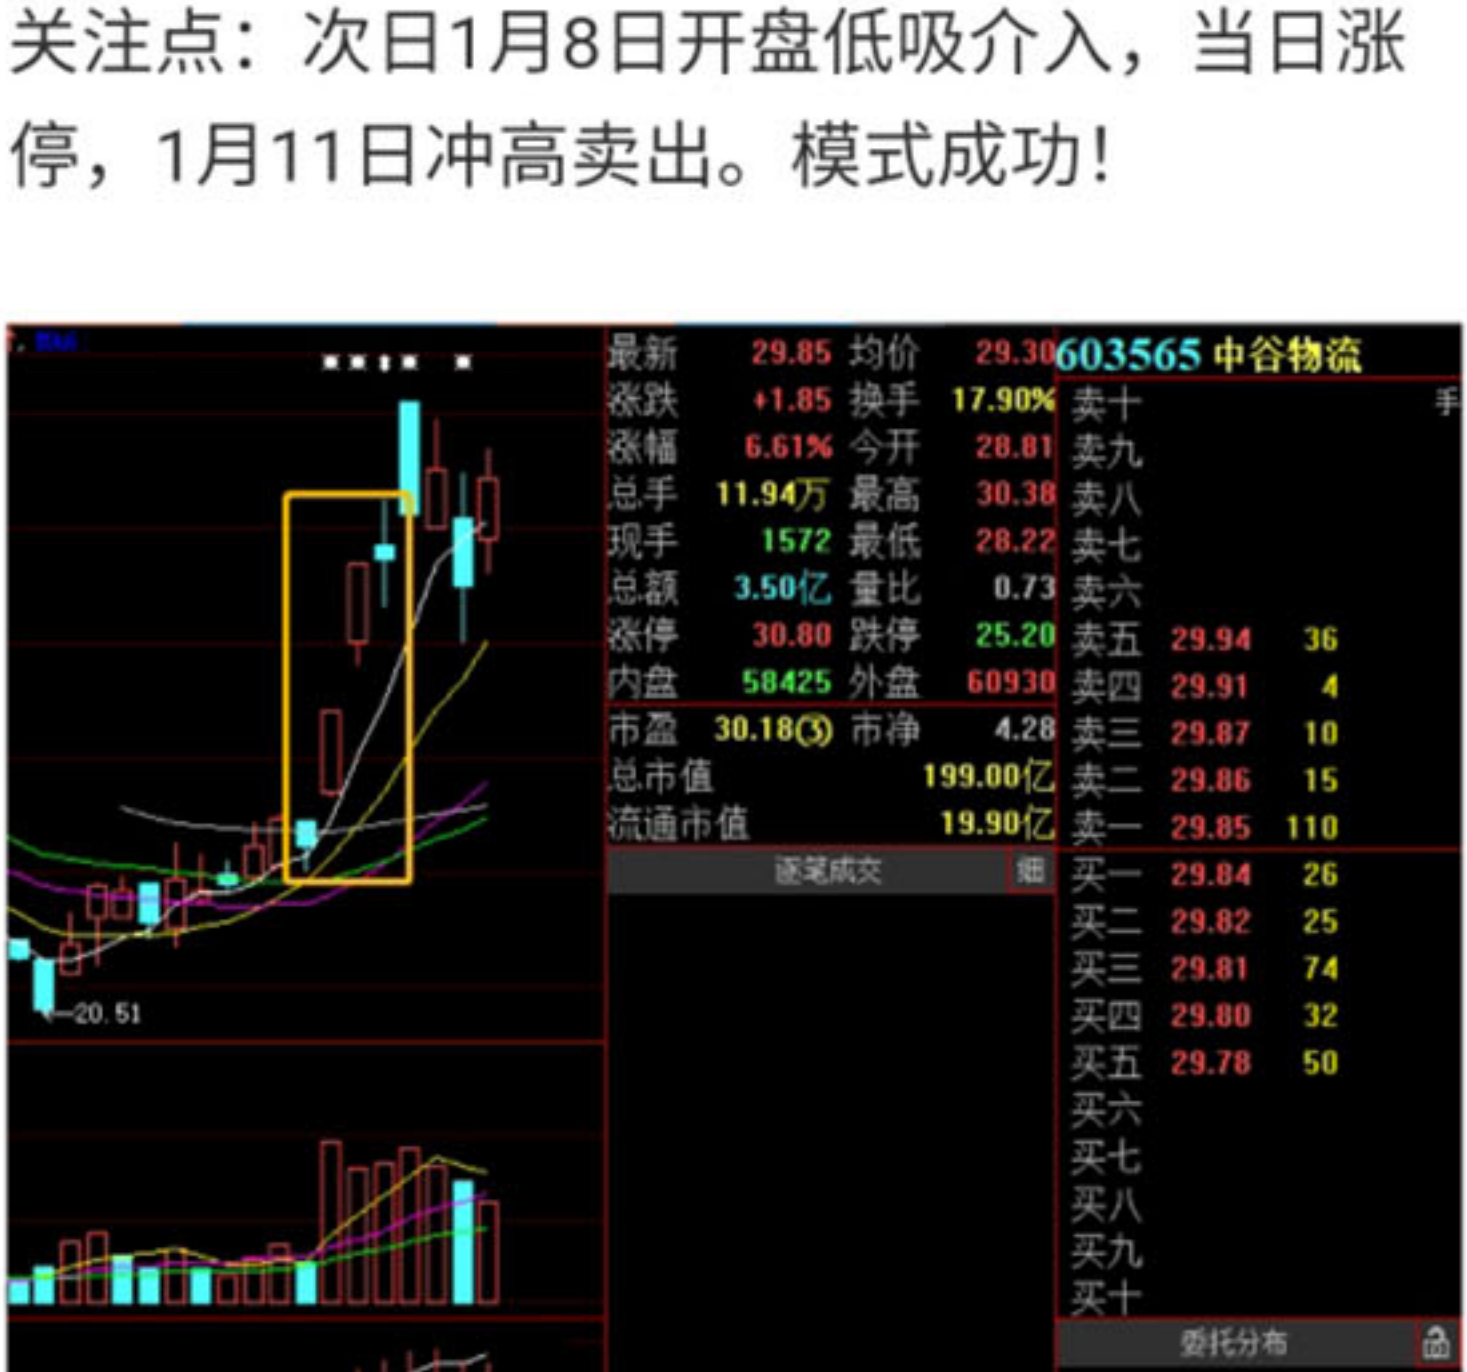 关注点：次日1月8日开盘低吸介入，当日涨
停，1月11日冲高卖出。模式成功！
603565 中谷物流
最新 29.85 均价 29.30
涨跌 +1.85 换手 17.90%
涨幅 6.61% 今开 28.81
总手 11.94万 最高 30.38
现手 1572 最低 28.22
总额 3.50亿 量比 0.73
涨停 30.80 跌停 25.20
内盘 58425 外盘 60930
市盈 30.18③ 市净 4.28
总市值 199.00亿
流通市值 19.90亿
逐笔成交 细
卖十 手
卖九
卖八
卖七
卖六
卖五 29.94 36
卖四 29.91 4
卖三 29.87 10
卖二 29.86 15
卖一 29.85 110
买一 29.84 26
买二 29.82 25
买三 29.81 74
买四 29.80 32
买五 29.78 50
买六
买七
买八
买九
买十
委托分布
20.51